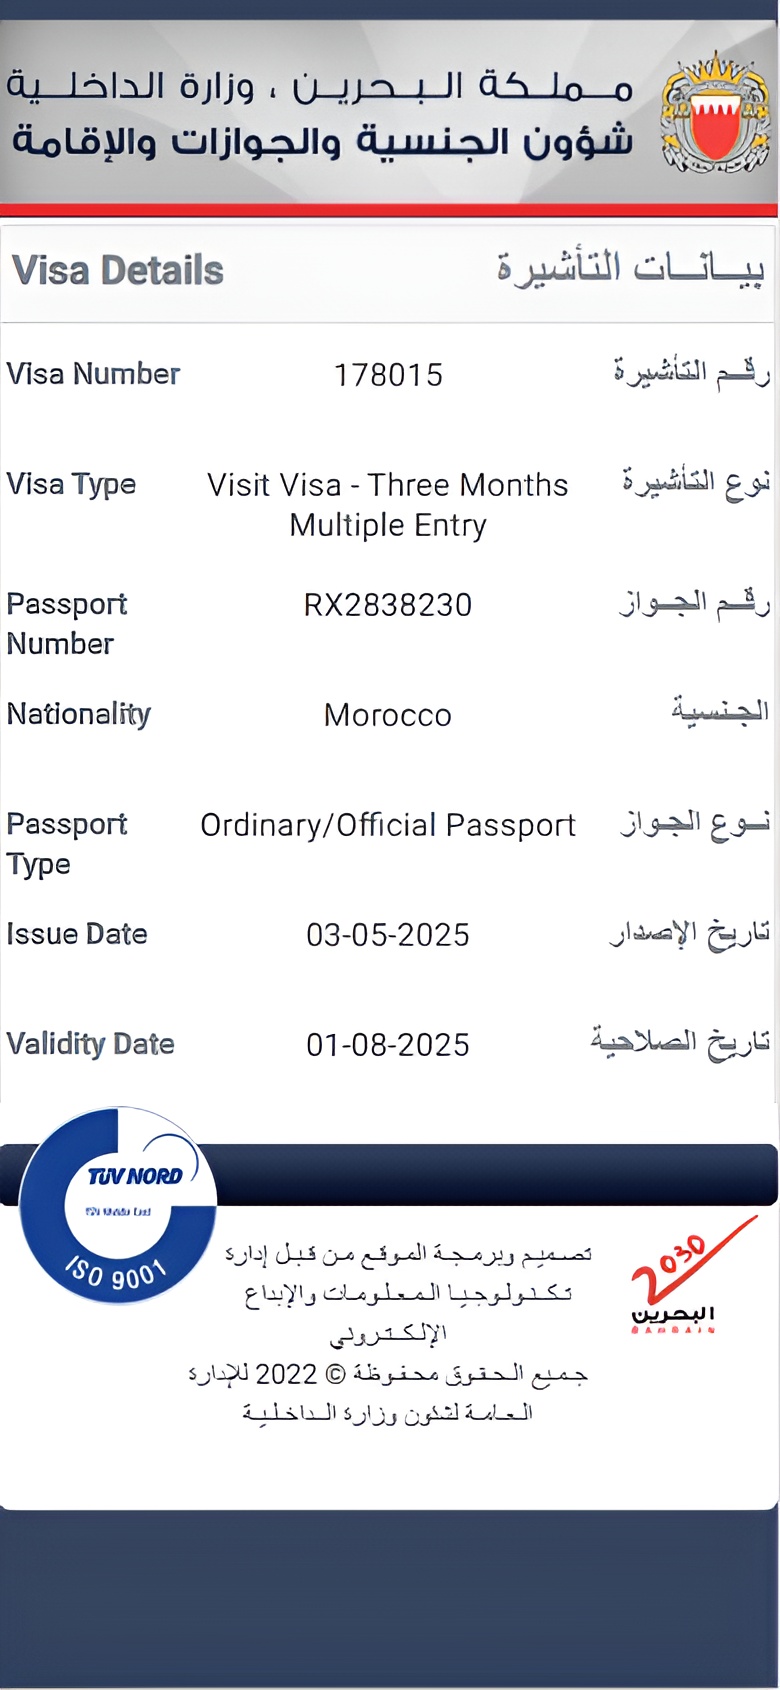 مملكة البحرين ، وزارة الداخلية
شؤون الجنسية والجوازات والإقامة
Visa Details بيانات التأشيرة
Visa Number 178015 رقم التأشيرة
Visa Type Visit Visa - Three Months Multiple Entry نوع التأشيرة
Passport Number RX2838230 رقم الجواز
Nationality Morocco الجنسية
Passport Type Ordinary/Official Passport نوع الجواز
Issue Date 03-05-2025 تاريخ الإصدار
Validity Date 01-08-2025 تاريخ الصلاحية
TÜV NORD
ISO 9001
تصميم وبرمجة الموقع من قبل إدارة
تكنولوجيا المعلومات والإبداع
الإلكتروني
جميع الحقوق محفوظة © 2022 للإدارة
العامة لشئون وزارة الداخلية
2030
البحرين
BAHRAIN